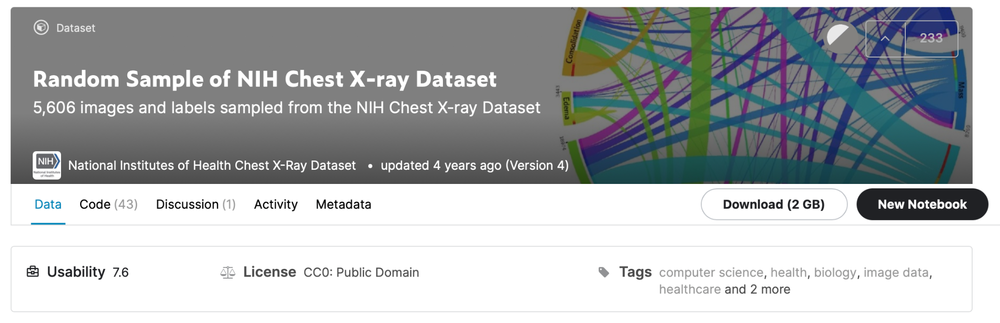 Dataset
233
Random Sample of NIH Chest X-ray Dataset
5,606 images and labels sampled from the NIH Chest X-ray Dataset
NIH
National Institutes
of Health
National Institutes of Health Chest X-Ray Dataset • updated 4 years ago (Version 4)
Consolidation
Edema
Mass
18974
Data Code (43) Discussion (1) Activity Metadata
Download (2 GB) New Notebook
Usability 7.6
License CC0: Public Domain
Tags computer science, health, biology, image data,
healthcare and 2 more